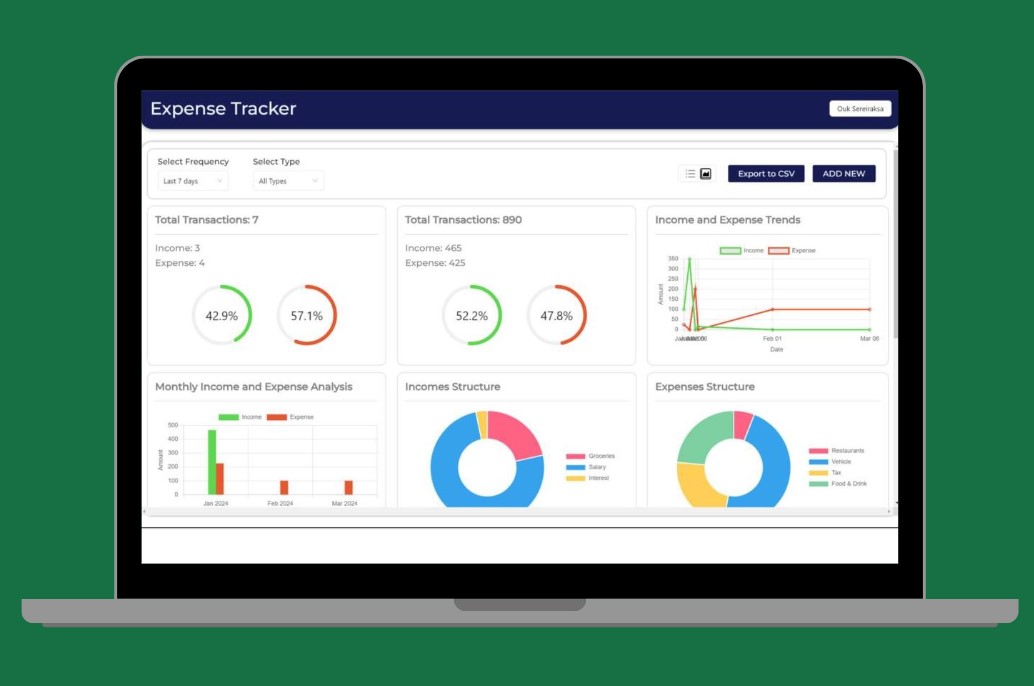 Expense Tracker
Ouk Sereiraksa
Select Frequency
Select Type
Last 7 days
All Types
Export to CSV
ADD NEW
Total Transactions: 7
Income: 3
Expense: 4
42.9%
57.1%
Total Transactions: 890
Income: 465
Expense: 425
52.2%
47.8%
Income and Expense Trends
Income
Expense
Amount
350
300
250
200
150
100
50
0
Feb 01
Mar 06
Date
Monthly Income and Expense Analysis
Income
Expense
Amount
500
400
300
200
100
0
Jan 2024
Feb 2024
Mar 2024
Incomes Structure
Groceries
Salary
Interest
Expenses Structure
Restaurants
Vehicle
Tax
Food & Drink